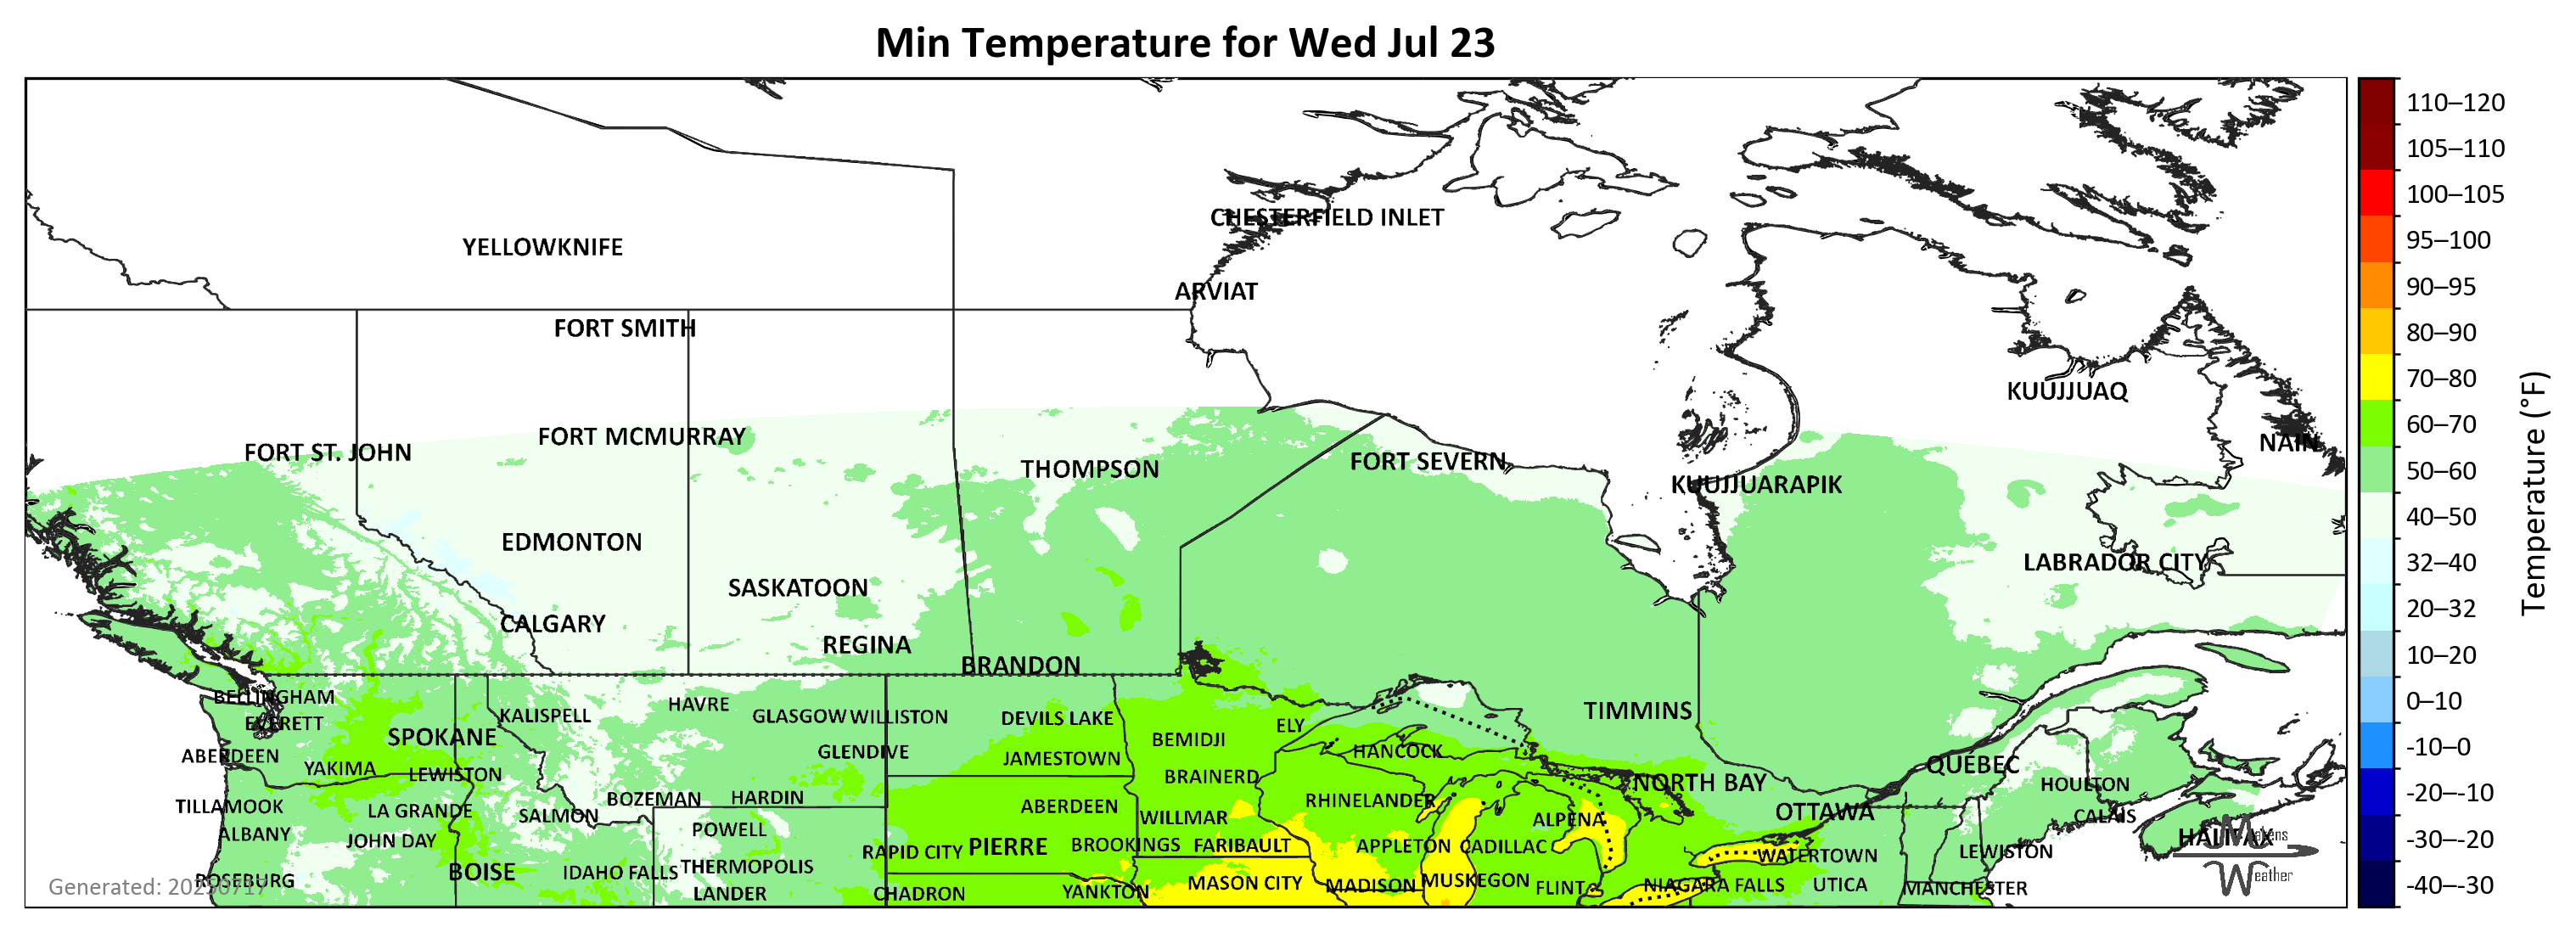 Min Temperature for Wed Jul 23
110–120
105–110
100–105
95–100
90–95
80–90
70–80
60–70
50–60
40–50
32–40
20–32
10–20
0–10
-10–0
-20–-10
-30–-20
-40–-30
Temperature (°F)
CHESTERFIELD INLET
YELLOWKNIFE
ARVIAT
FORT SMITH
KUUJJUAQ
FORT MCMURRAY
NAIN
FORT ST. JOHN
THOMPSON
FORT SEVERN
KUUJJUARAPIK
EDMONTON
LABRADOR CITY
SASKATOON
CALGARY
REGINA
BRANDON
BELLINGHAM
HAVRE
EVERETT
KALISPELL
GLASGOW
WILLISTON
DEVILS LAKE
ELY
TIMMINS
SPOKANE
BEMIDJI
ABERDEEN
GLENDIVE
JAMESTOWN
HANCOCK
YAKIMA
LEWISTON
BRAINERD
QUEBEC
NORTH BAY
HOULTON
TILLAMOOK
LA GRANDE
SALMON
BOZEMAN
HARDIN
ABERDEEN
WILLMAR
RHINELANDER
ALPENA
OTTAWA
CALAIS
ALBANY
JOHN DAY
POWELL
RAPID CITY
PIERRE
BROOKINGS
FARIBAULT
APPLETON
CADILLAC
WATERTOWN
LEWISTON
HALIFAX
ROSEBURG
BOISE
IDAHO FALLS
THERMOPOLIS
LANDER
CHADRON
YANKTON
MASON CITY
MADISON
MUSKEGON
FLINT
NIAGARA FALLS
UTICA
MANCHESTER
Generated: 20250717
Makens
Weather